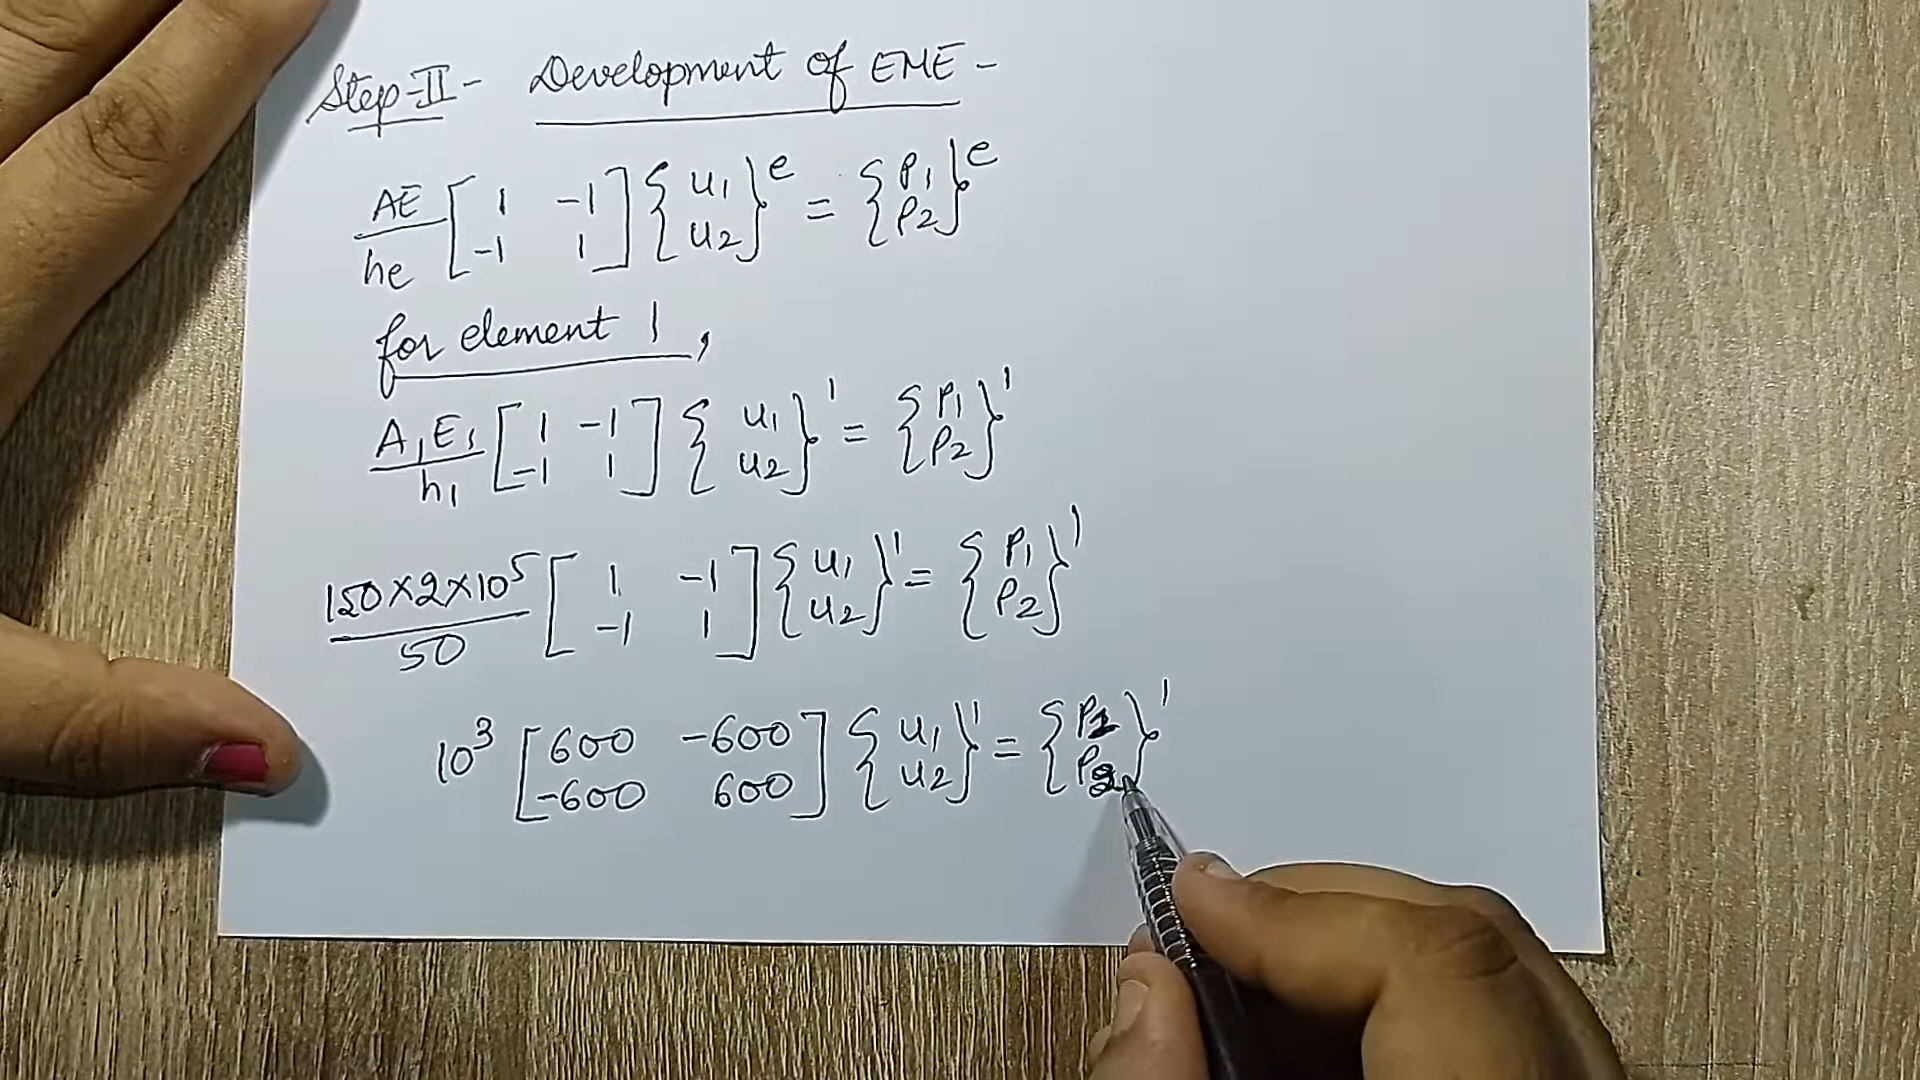 Step-II- Development of EME-
AE/he [1 -1; -1 1] {u1; u2}^e = {P1; P2}^e
for element 1,
A1E1/h1 [1 -1; -1 1] {u1; u2}^1 = {P1; P2}^1
150×2×10^5/50 [1 -1; -1 1] {u1; u2}^1 = {P1; P2}^1
10^3 [600 -600; -600 600] {u1; u2}^1 = {P1; P2}^1